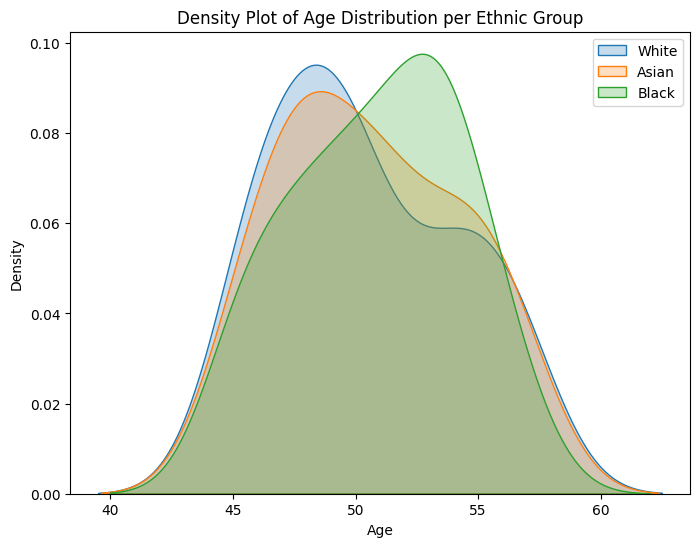 Density Plot of Age Distribution per Ethnic Group
White
Asian
Black
0.10
0.08
0.06
0.04
0.02
0.00
Density
40 45 50 55 60
Age